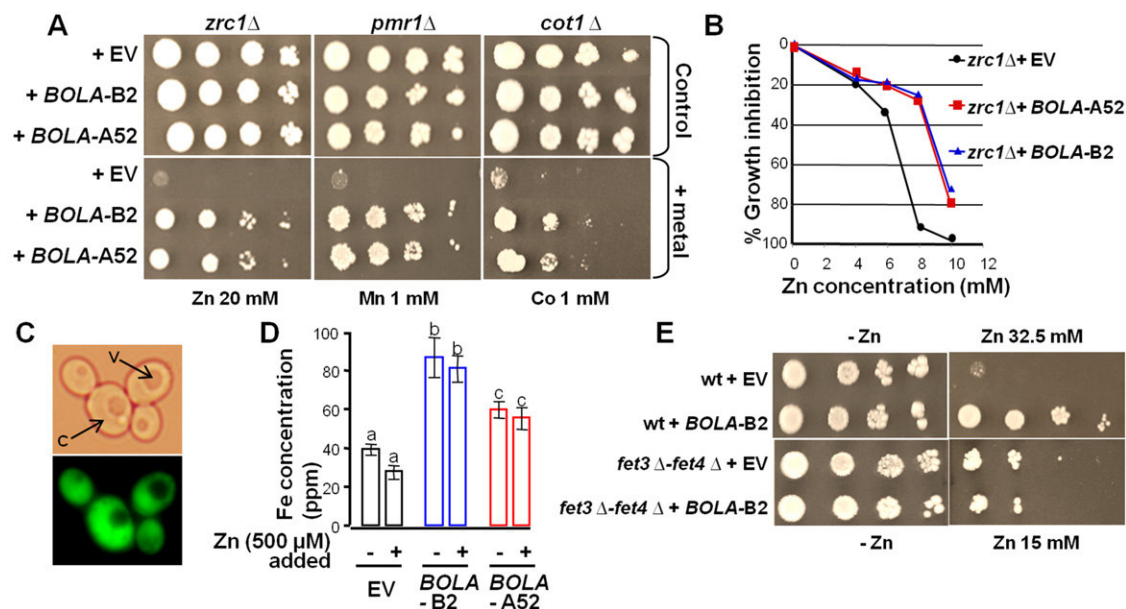 A
zrc1Δ pmr1Δ cot1Δ
+ EV
+ BOLA-B2
+ BOLA-A52
Control
+ EV
+ BOLA-B2
+ BOLA-A52
+ metal
Zn 20 mM Mn 1 mM Co 1 mM
B
0
20
40
60
80
100
% Growth inhibition
0 2 4 6 8 10 12
Zn concentration (mM)
zrc1Δ + EV
zrc1Δ + BOLA-A52
zrc1Δ + BOLA-B2
C
V
C
D
100
80
60
40
20
0
Fe concentration
(ppm)
a a b b c c
Zn (500 µM)
added
- + - + - +
EV
BOLA
- B2
BOLA
- A52
E
- Zn Zn 32.5 mM
wt + EV
wt + BOLA-B2
fet3 Δ-fet4 Δ + EV
fet3 Δ-fet4 Δ + BOLA-B2
- Zn Zn 15 mM